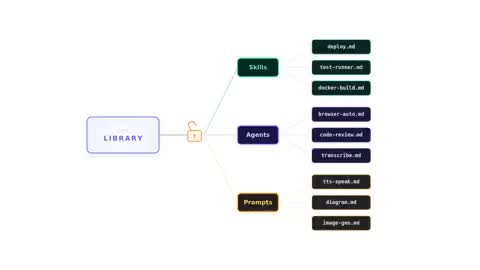 LIBRARY
Skills
deploy.md
test-runner.md
docker-build.md
Agents
browser-auto.md
code-review.md
transcribe.md
Prompts
tts-speak.md
diagram.md
image-gen.md